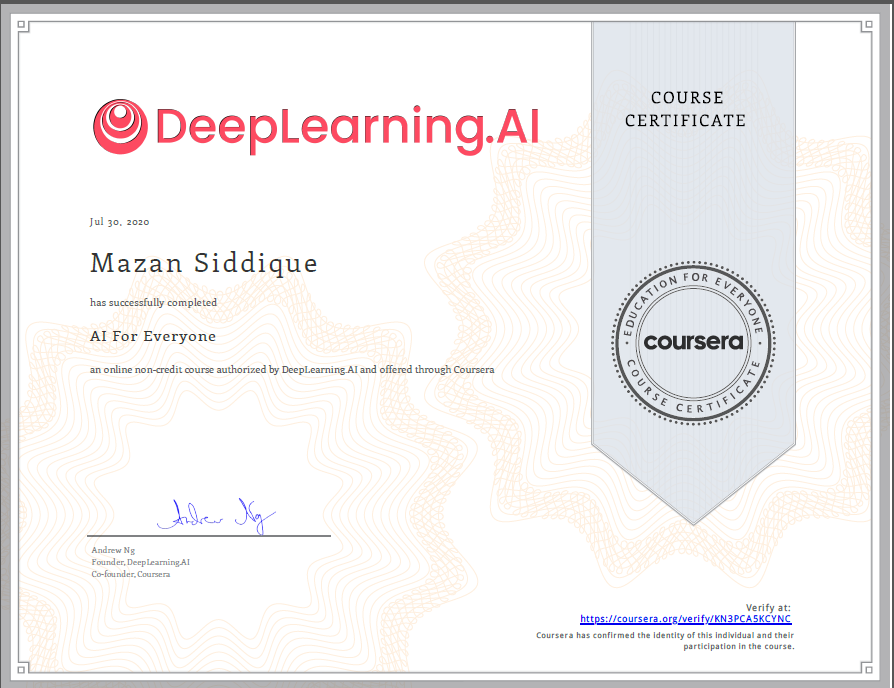 DeepLearning.AI
COURSE
CERTIFICATE
Jul 30, 2020
Mazan Siddique
has successfully completed
AI For Everyone
an online non-credit course authorized by DeepLearning.AI and offered through Coursera
EDUCATION FOR EVERYONE
coursera
COURSE CERTIFICATE
Andrew Ng
Andrew Ng
Founder, DeepLearning.AI
Co-founder, Coursera
Verify at:
https://coursera.org/verify/KN3PCA5KCYNC
Coursera has confirmed the identity of this individual and their
participation in the course.